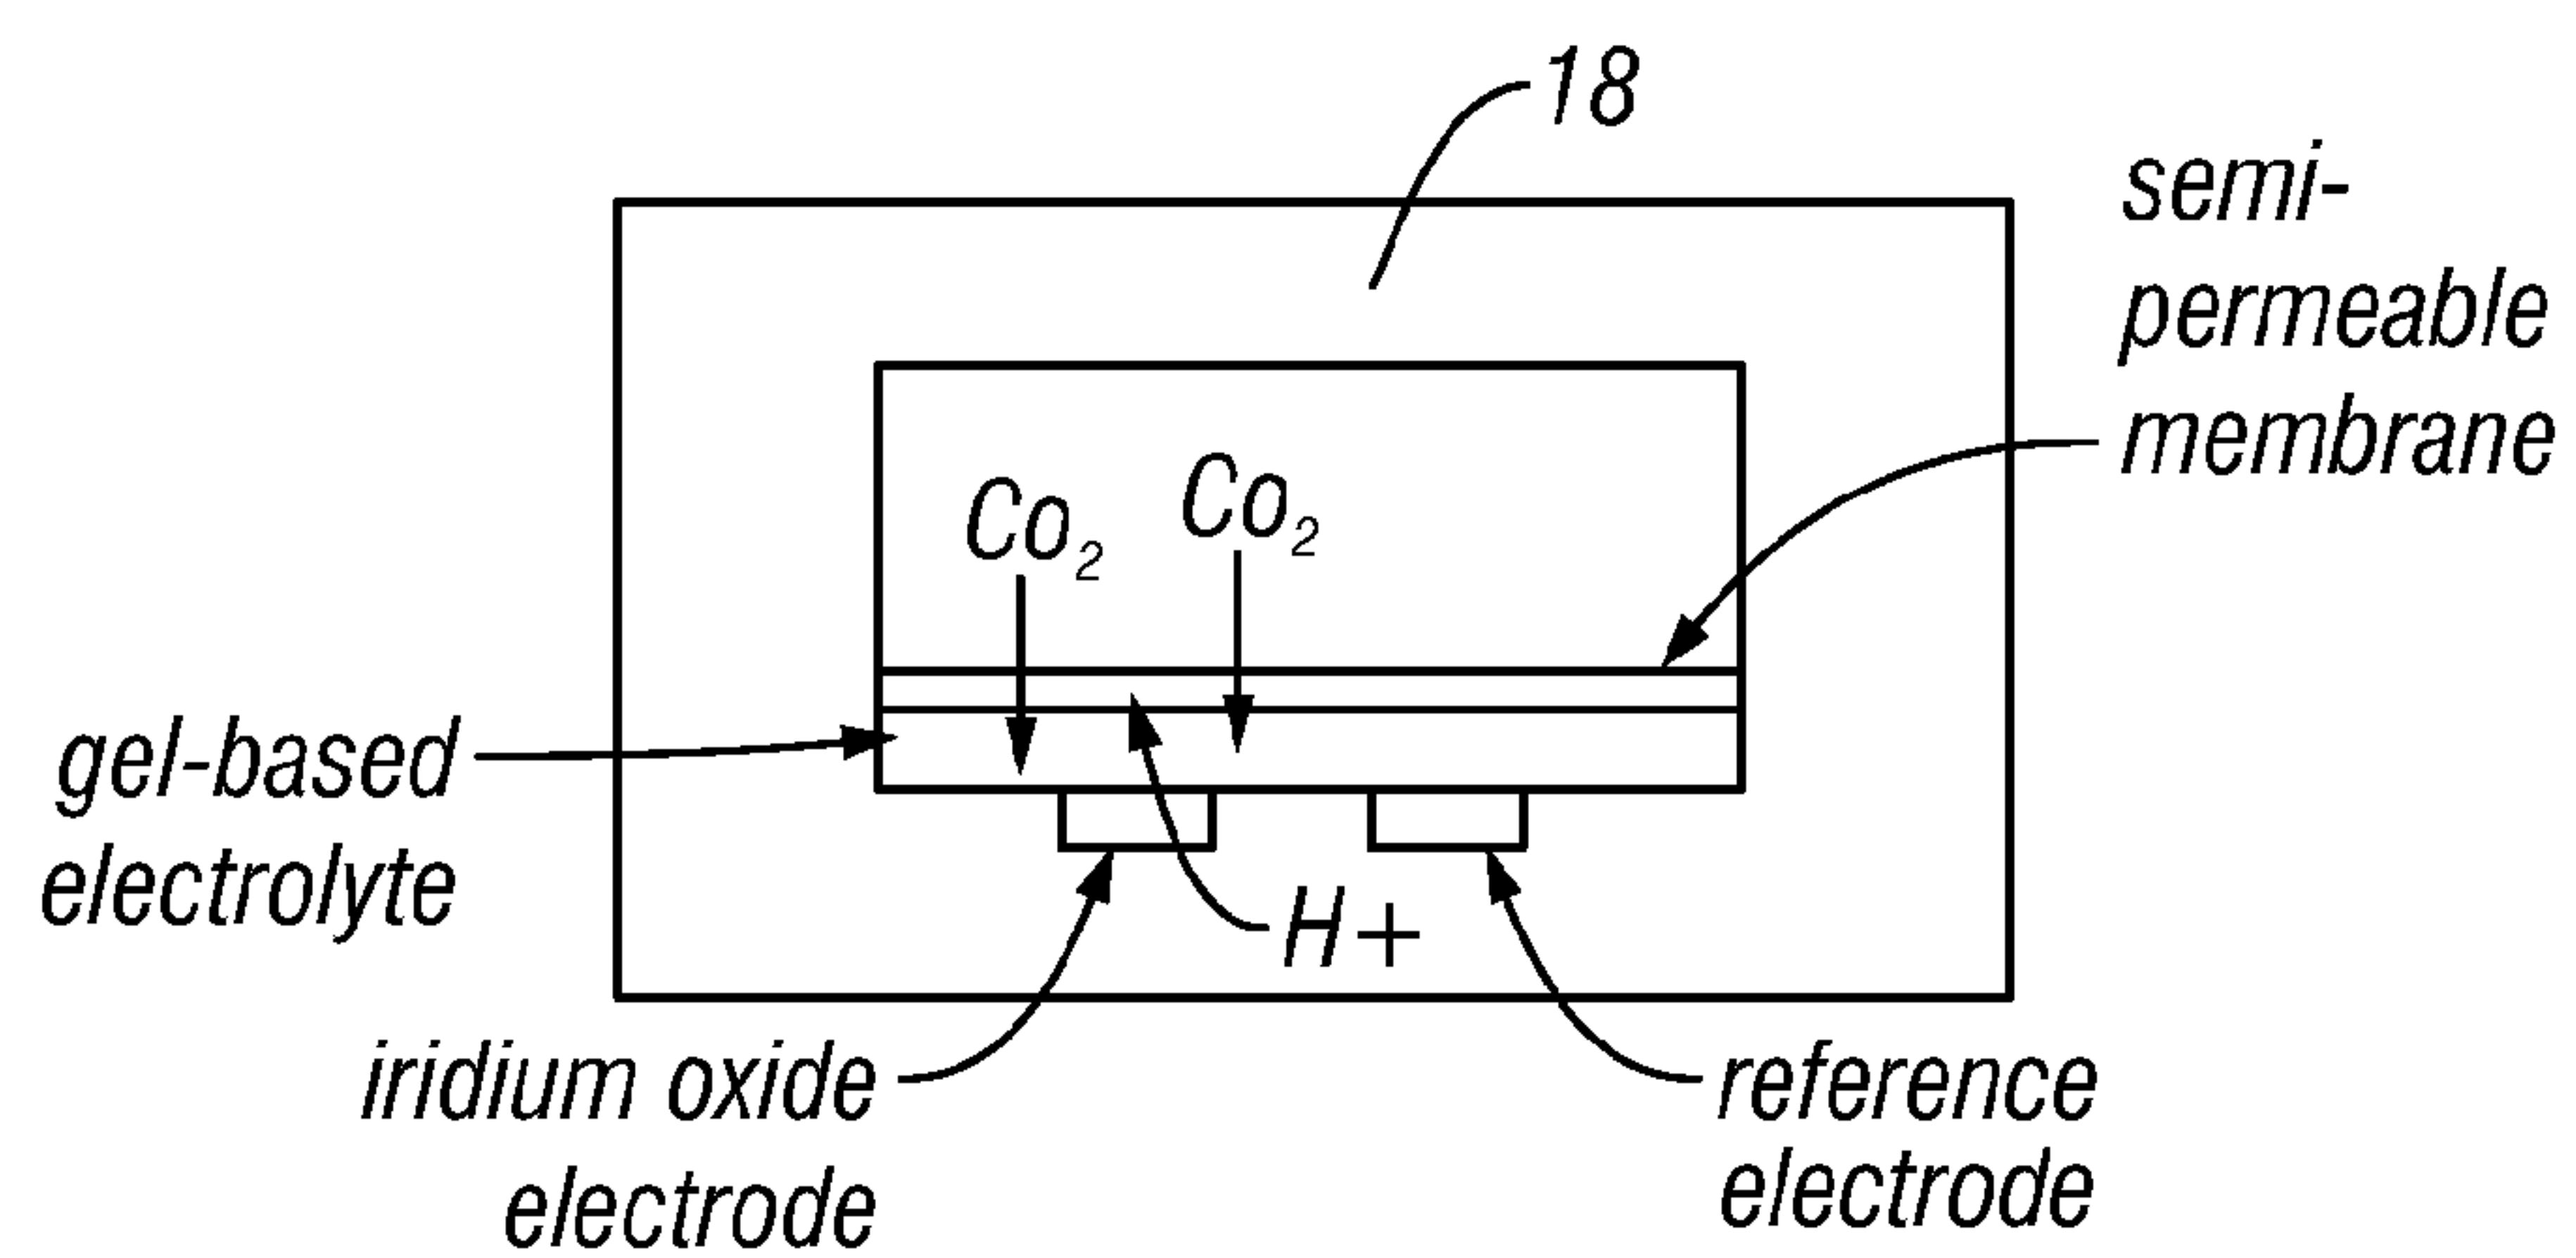 18
semi-
permeable
membrane
Co₂
Co₂
gel-based
electrolyte
H+
iridium oxide
electrode
reference
electrode